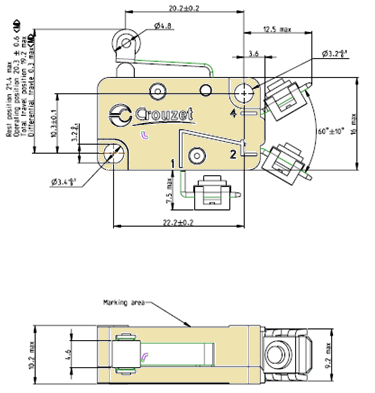 20.2±0.2
Ø4.8
12.5 max
3.6
Rest position 21.4 max
Operating position 20.3 ± 0.6
Total travel position 19.2 max
Differential travel 0.3 max
10.3±0.1
3.2
Crouzet
4
1
2
60°±10°
16 max
Ø3.2
Ø3.4
7.5 max
22.2±0.2
Marking area
10.2 max
4.6
9.2 max